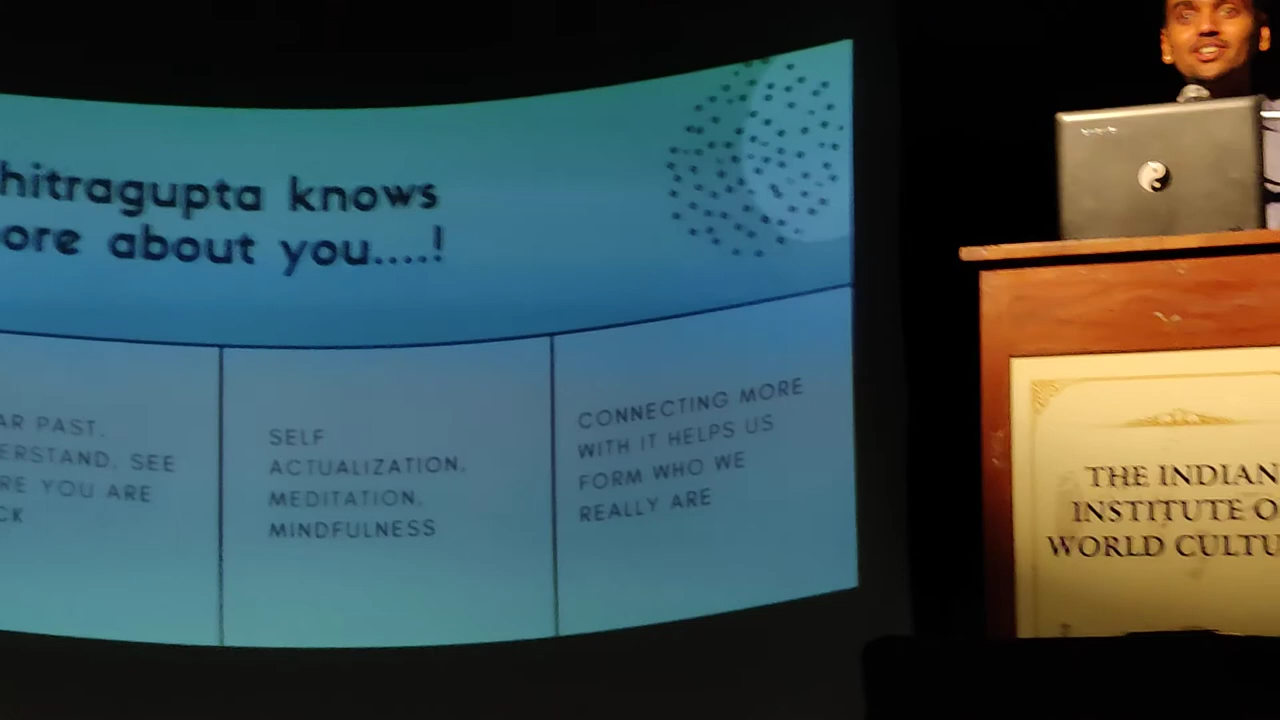 hitragupta knows
ore about you....!
AR PAST,
ERSTAND, SEE
RE YOU ARE
CK
SELF
ACTUALIZATION,
MEDITATION,
MINDFULNESS
CONNECTING MORE
WITH IT HELPS US
FORM WHO WE
REALLY ARE
THE INDIAN
INSTITUTE O
WORLD CULTU